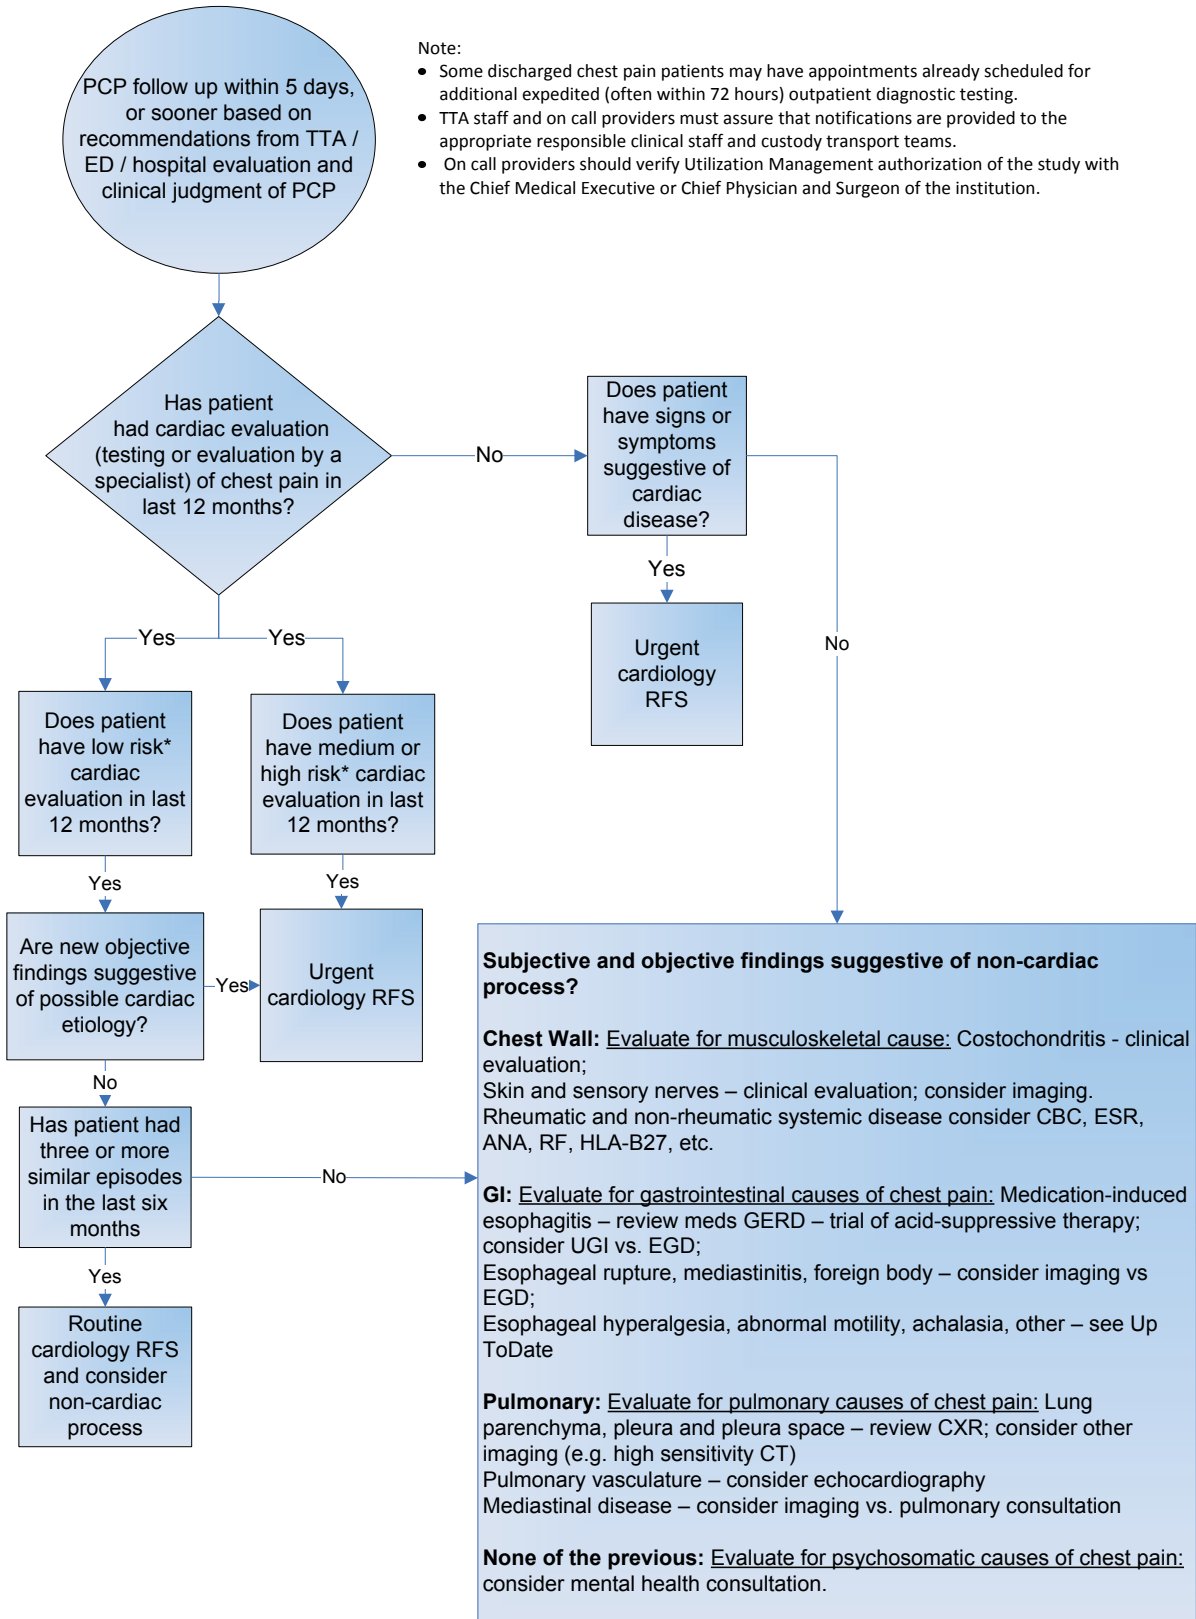 PCP follow up within 5 days,
or sooner based on
recommendations from TTA /
ED / hospital evaluation and
clinical judgment of PCP
Note:
• Some discharged chest pain patients may have appointments already scheduled for
additional expedited (often within 72 hours) outpatient diagnostic testing.
• TTA staff and on call providers must assure that notifications are provided to the
appropriate responsible clinical staff and custody transport teams.
• On call providers should verify Utilization Management authorization of the study with
the Chief Medical Executive or Chief Physician and Surgeon of the institution.
Has patient
had cardiac evaluation
(testing or evaluation by a
specialist) of chest pain in
last 12 months?
No
Does patient
have signs or
symptoms
suggestive of
cardiac
disease?
Yes
No
Urgent
cardiology
RFS
Yes
Yes
Does patient
have low risk*
cardiac
evaluation in last
12 months?
Does patient
have medium or
high risk* cardiac
evaluation in last
12 months?
Yes
Yes
Are new objective
findings suggestive
of possible cardiac
etiology?
Yes
Urgent
cardiology RFS
No
Has patient had
three or more
similar episodes
in the last six
months
No
Yes
Routine
cardiology RFS
and consider
non-cardiac
process
Subjective and objective findings suggestive of non-cardiac
process?
Chest Wall: Evaluate for musculoskeletal cause: Costochondritis - clinical
evaluation;
Skin and sensory nerves – clinical evaluation; consider imaging.
Rheumatic and non-rheumatic systemic disease consider CBC, ESR,
ANA, RF, HLA-B27, etc.
GI: Evaluate for gastrointestinal causes of chest pain: Medication-induced
esophagitis – review meds GERD – trial of acid-suppressive therapy;
consider UGI vs. EGD;
Esophageal rupture, mediastinitis, foreign body – consider imaging vs
EGD;
Esophageal hyperalgesia, abnormal motility, achalasia, other – see Up
ToDate
Pulmonary: Evaluate for pulmonary causes of chest pain: Lung
parenchyma, pleura and pleura space – review CXR; consider other
imaging (e.g. high sensitivity CT)
Pulmonary vasculature – consider echocardiography
Mediastinal disease – consider imaging vs. pulmonary consultation
None of the previous: Evaluate for psychosomatic causes of chest pain:
consider mental health consultation.